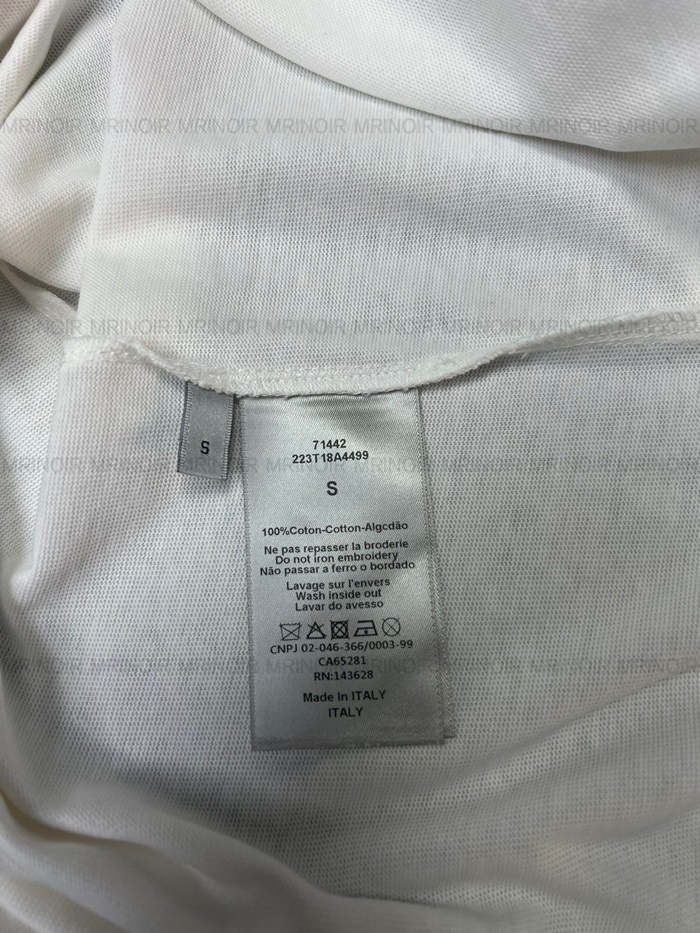 MRINOIR MRINOIR MRINOIR MRINOIR MRINOIR MRINOIR MRINOIR MRINOIR
MRINOIR MRINOIR MRINOIR MRINOIR MRINOIR MRINOIR MRINOIR MRINOIR
S
71442
223T18A4499
S
100%Coton-Cotton-Algcdão
Ne pas repasser la broderie
Do not iron embroidery
Não passar a ferro o bordado
Lavage sur l'envers
Wash inside out
Lavar do avesso
CNPJ 02-046-366/0003-99
CA65281
RN:143628
Made In ITALY
ITALY